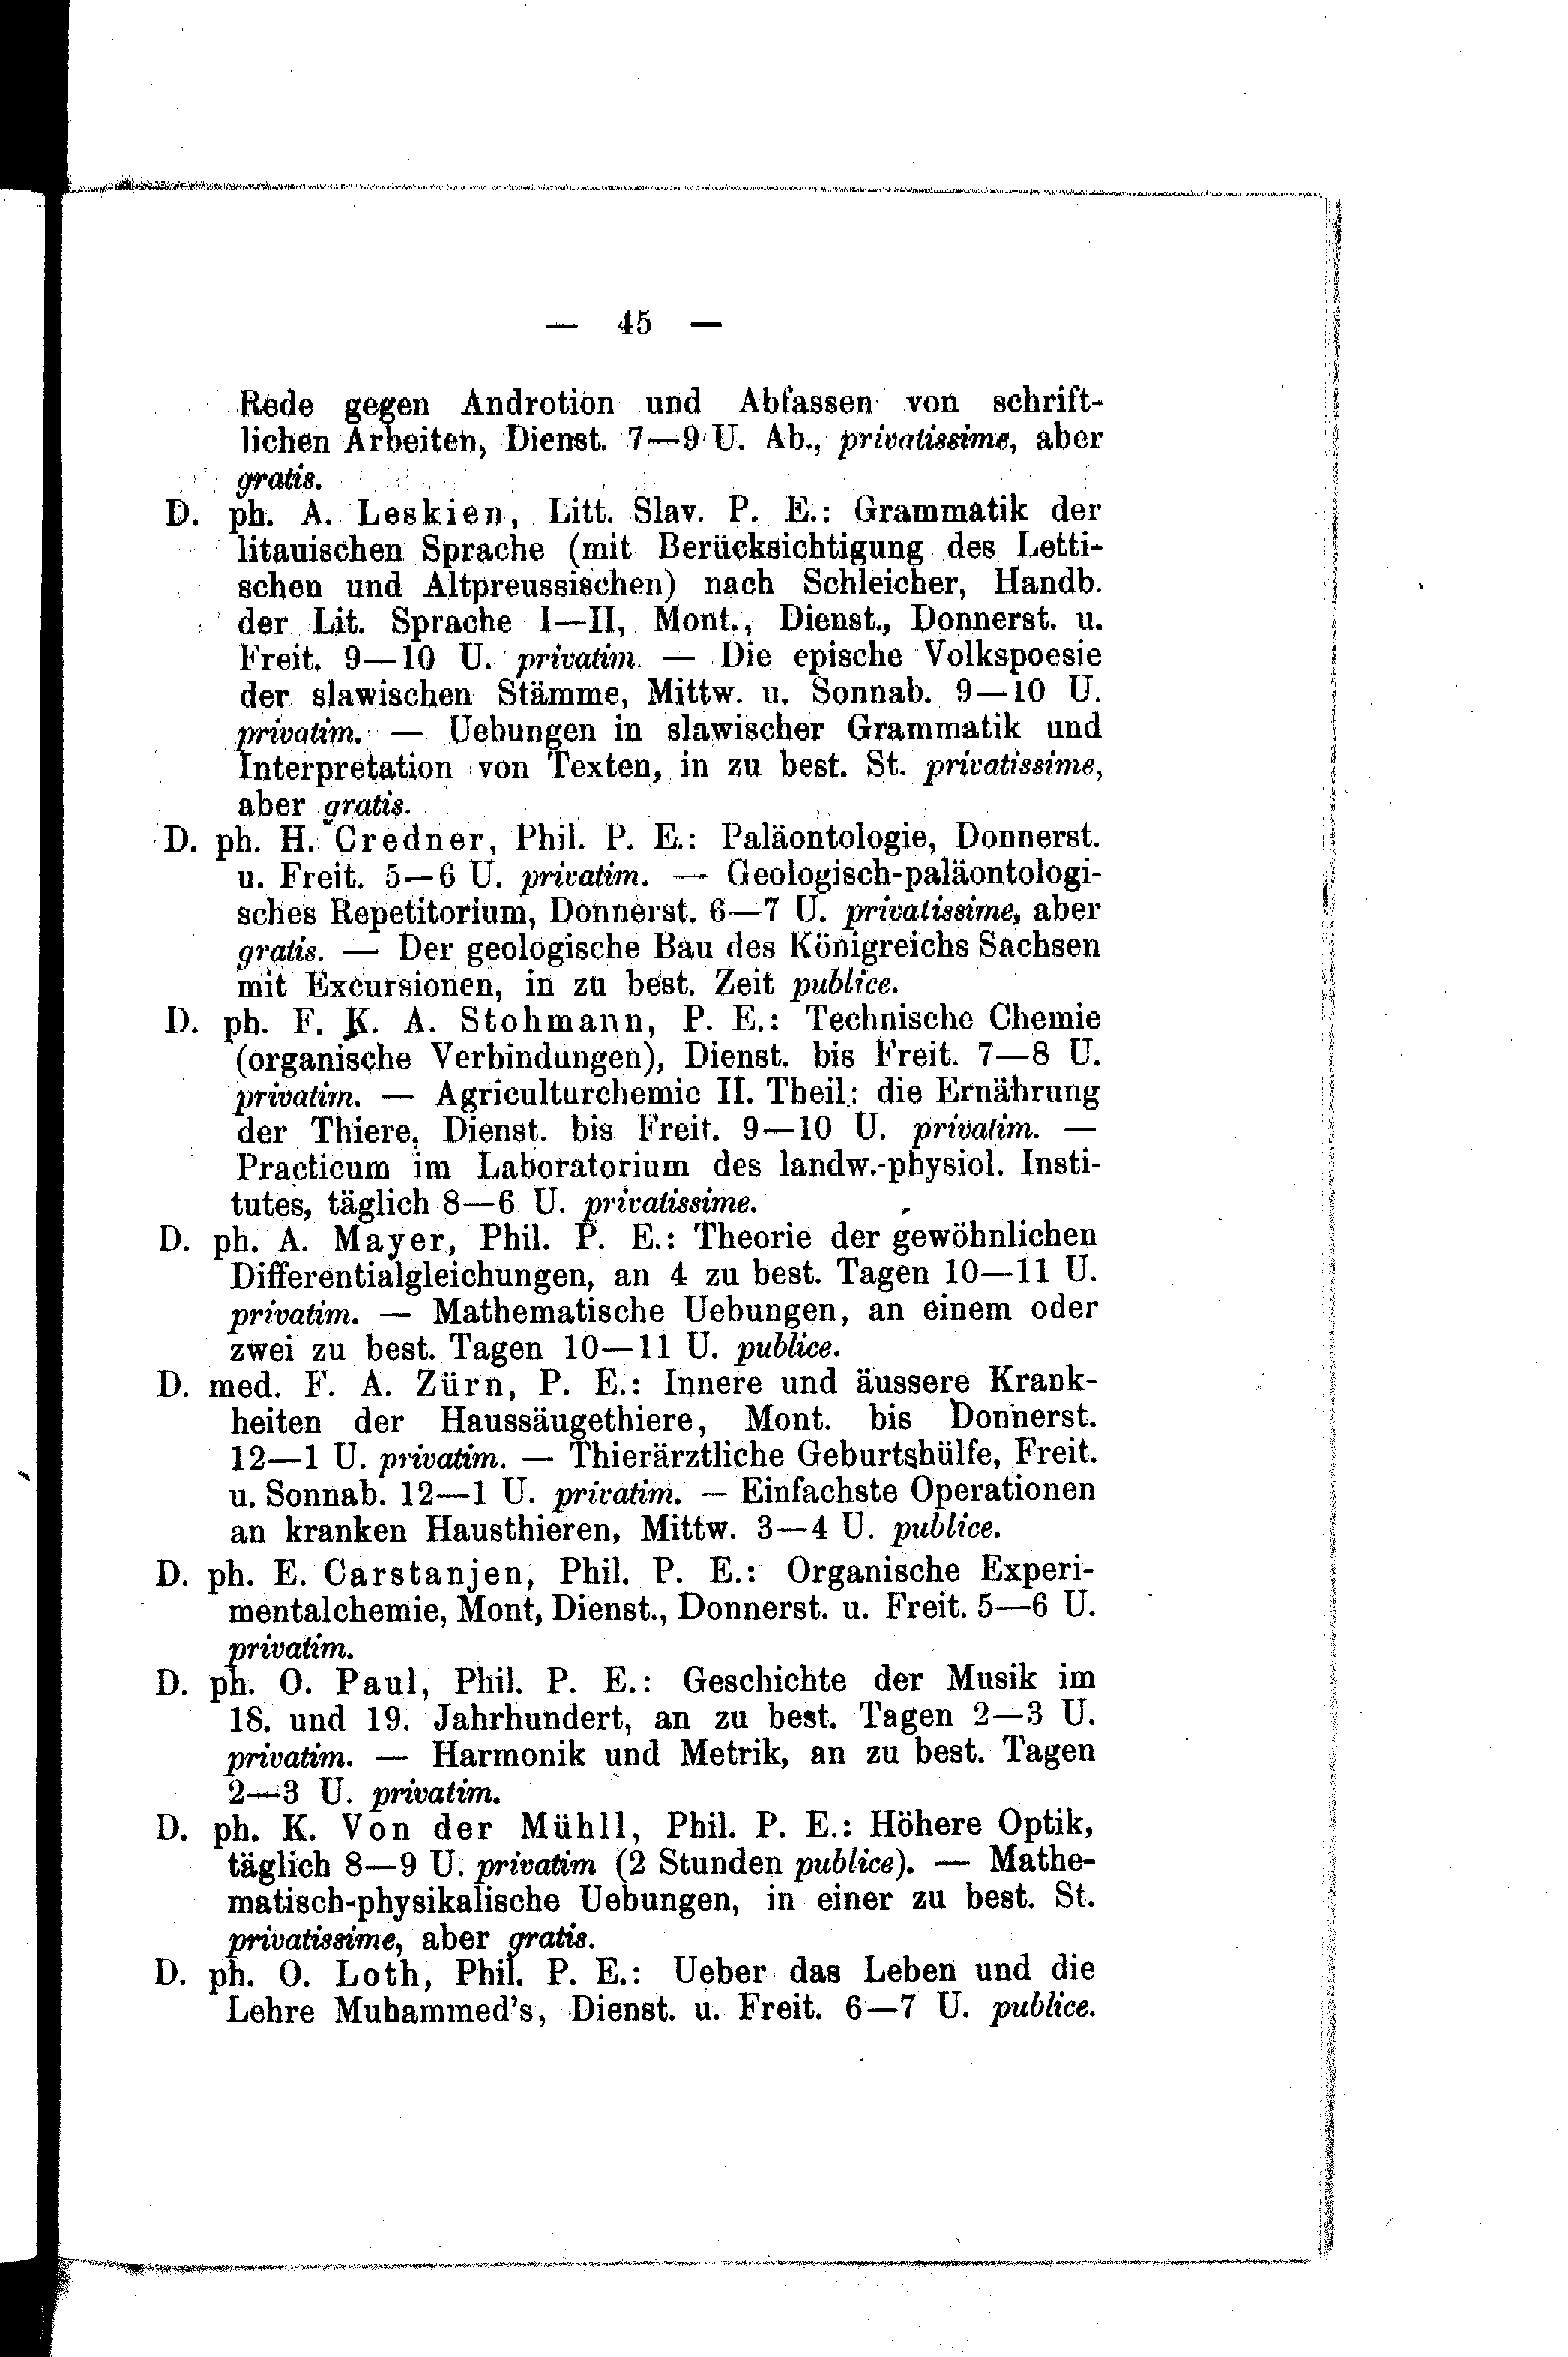 — 45 —
Rede gegen Androtion und Abfassen von schrift-
lichen Arbeiten, Dienst. 7—9 U. Ab., privatissime, aber
gratis.
D. ph. A. Leskien, Litt. Slav. P. E.: Grammatik der
litauischen Sprache (mit Berücksichtigung des Letti-
schen und Altpreussischen) nach Schleicher, Handb.
der Lit. Sprache I—II, Mont., Dienst., Donnerst. u.
Freit. 9—10 U. privatim. — Die epische Volkspoesie
der slawischen Stämme, Mittw. u. Sonnab. 9—10 U.
privatim. — Uebungen in slawischer Grammatik und
Interpretation von Texten, in zu best. St. privatissime,
aber gratis.
D. ph. H. Credner, Phil. P. E.: Paläontologie, Donnerst.
u. Freit. 5—6 U. privatim. — Geologisch-paläontologi-
sches Repetitorium, Donnerst. 6—7 U. privatissime, aber
gratis. — Der geologische Bau des Königreichs Sachsen
mit Excursionen, in zu best. Zeit publice.
D. ph. F. K. A. Stohmann, P. E.: Technische Chemie
(organische Verbindungen), Dienst. bis Freit. 7—8 U.
privatim. — Agriculturchemie II. Theil: die Ernährung
der Thiere, Dienst. bis Freit. 9—10 U. privatim. —
Practicum im Laboratorium des landw.-physiol. Insti-
tutes, täglich 8—6 U. privatissime.
D. ph. A. Mayer, Phil. P. E.: Theorie der gewöhnlichen
Differentialgleichungen, an 4 zu best. Tagen 10—11 U.
privatim. — Mathematische Uebungen, an einem oder
zwei zu best. Tagen 10—11 U. publice.
D. med. F. A. Zürn, P. E.: Innere und äussere Krank-
heiten der Haussäugethiere, Mont. bis Donnerst.
12—1 U. privatim. — Thierärztliche Geburtshülfe, Freit.
u. Sonnab. 12—1 U. privatim. — Einfachste Operationen
an kranken Hausthieren, Mittw. 3—4 U. publice.
D. ph. E. Carstanjen, Phil. P. E.: Organische Experi-
mentalchemie, Mont, Dienst., Donnerst. u. Freit. 5—6 U.
privatim.
D. ph. O. Paul, Phil. P. E.: Geschichte der Musik im
18. und 19. Jahrhundert, an zu best. Tagen 2—3 U.
privatim. — Harmonik und Metrik, an zu best. Tagen
2—3 U. privatim.
D. ph. K. Von der Mühll, Phil. P. E.: Höhere Optik,
täglich 8—9 U. privatim (2 Stunden publice). — Mathe-
matisch-physikalische Uebungen, in einer zu best. St.
privatissime, aber gratis.
D. ph. O. Loth, Phil. P. E.: Ueber das Leben und die
Lehre Muhammed's, Dienst. u. Freit. 6—7 U. publice.